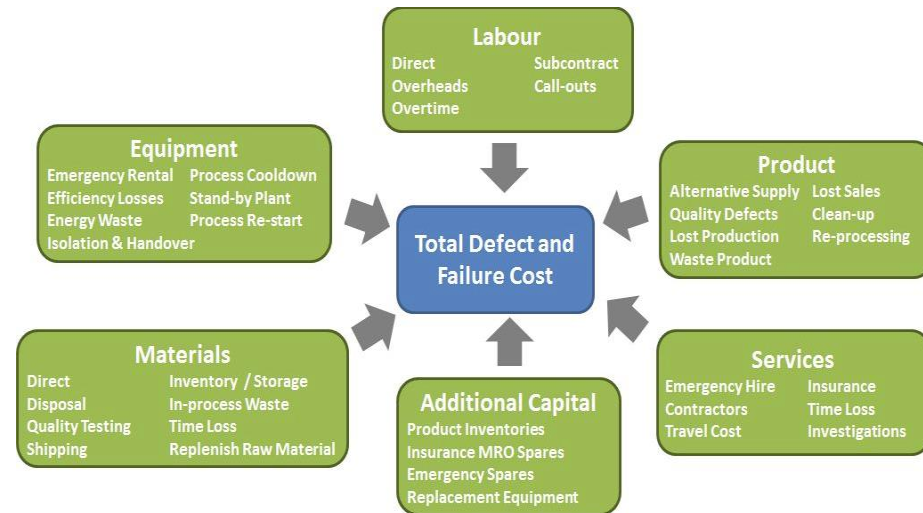 Labour
Direct Subcontract
Overheads Call-outs
Overtime
Equipment
Emergency Rental Process Cooldown
Efficiency Losses Stand-by Plant
Energy Waste Process Re-start
Isolation & Handover
Product
Alternative Supply Lost Sales
Quality Defects Clean-up
Lost Production Re-processing
Waste Product
Total Defect and
Failure Cost
Materials
Direct Inventory / Storage
Disposal In-process Waste
Quality Testing Time Loss
Shipping Replenish Raw Material
Additional Capital
Product Inventories
Insurance MRO Spares
Emergency Spares
Replacement Equipment
Services
Emergency Hire Insurance
Contractors Time Loss
Travel Cost Investigations